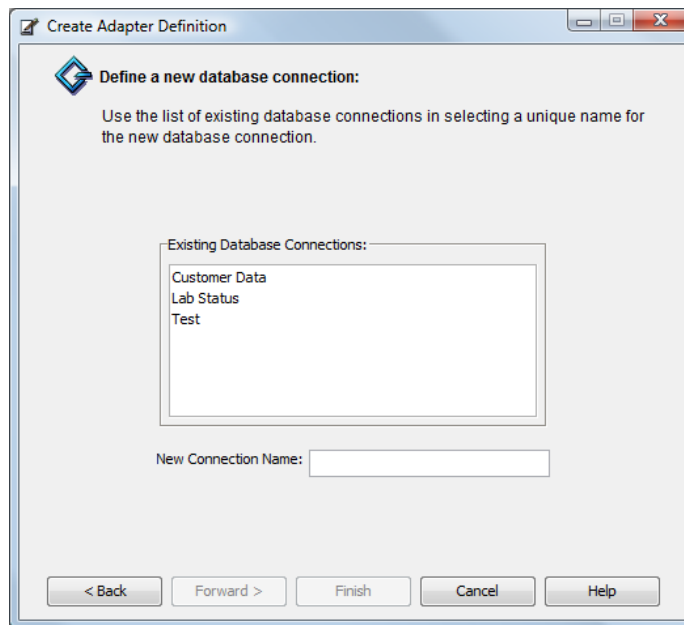 Create Adapter Definition
Define a new database connection:
Use the list of existing database connections in selecting a unique name for
the new database connection.
Existing Database Connections:
Customer Data
Lab Status
Test
New Connection Name:
< Back
Forward >
Finish
Cancel
Help